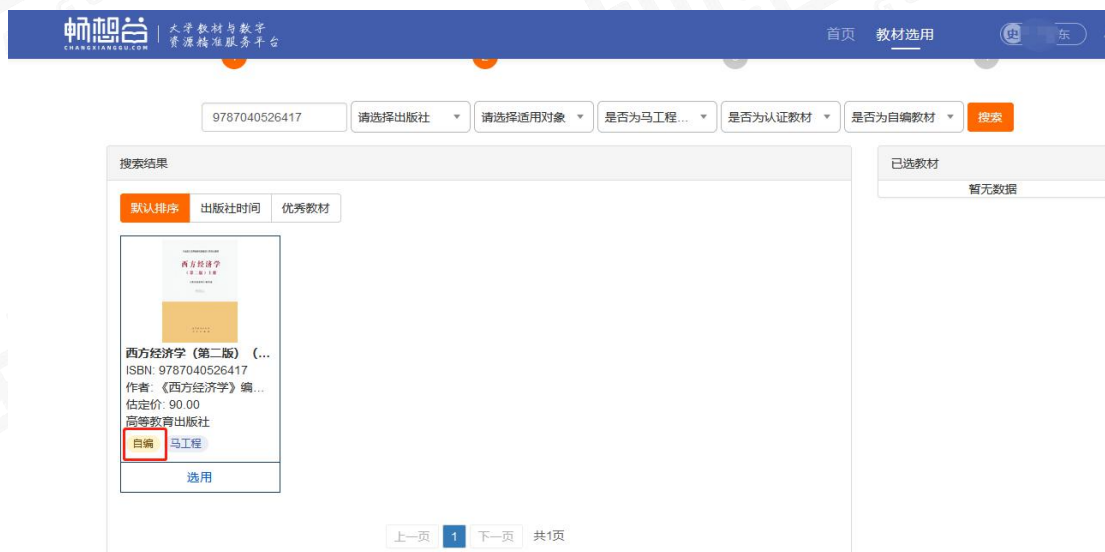 畅想谷 大学教材与数字
CHANGXIANGGU.COM 资源精准服务平台
首页 教材选用 史 东
2
9787040526417 请选择出版社 请选择适用对象 是否为马工程... 是否为认证教材 是否为自编教材 搜索
搜索结果
已选教材
暂无数据
默认排序 出版社时间 优秀教材
西方经济学
(第二版) 上册
西方经济学（第二版）（...
ISBN: 9787040526417
作者: 《西方经济学》编...
估定价: 90.00
高等教育出版社
自编 马工程
选用
上一页 1 下一页 共1页